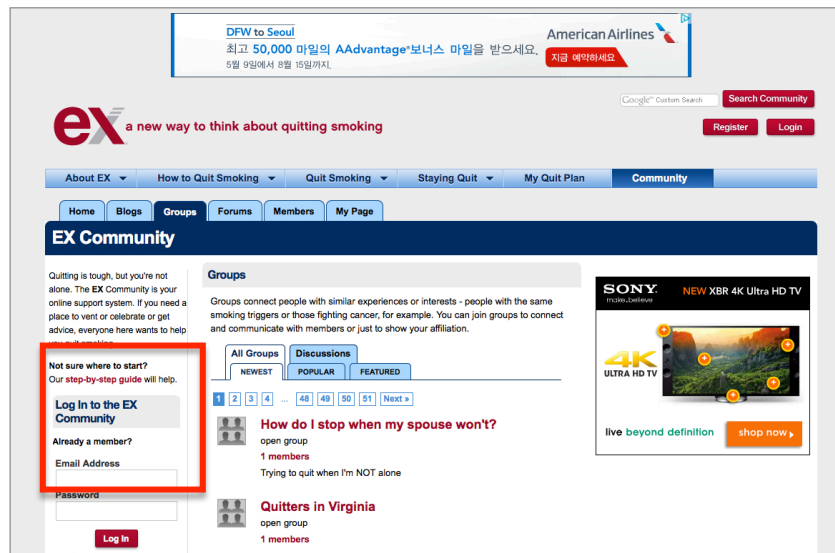 DFW to Seoul
최고 50,000 마일의 AAdvantage®보너스 마일을 받으세요.
5월 9일에서 8월 15일까지.
American Airlines
지금 예약하세요
Google™ Custom Search
Search Community
ex a new way to think about quitting smoking
Register
Login
About EX
How to Quit Smoking
Quit Smoking
Staying Quit
My Quit Plan
Community
Home
Blogs
Groups
Forums
Members
My Page
EX Community
Quitting is tough, but you're not
alone. The EX Community is your
online support system. If you need a
place to vent or celebrate or get
advice, everyone here wants to help
you quit smoking.
Not sure where to start?
Our step-by-step guide will help.
Log In to the EX
Community
Already a member?
Email Address
Password
Log In
Groups
Groups connect people with similar experiences or interests - people with the same
smoking triggers or those fighting cancer, for example. You can join groups to connect
and communicate with members or just to show your affiliation.
All Groups
Discussions
NEWEST
POPULAR
FEATURED
1 2 3 4 ... 48 49 50 51 Next »
How do I stop when my spouse won't?
open group
1 members
Trying to quit when I'm NOT alone
Quitters in Virginia
open group
1 members
SONY
make.believe
NEW XBR 4K Ultra HD TV
4K
ULTRA HD TV
live beyond definition
shop now